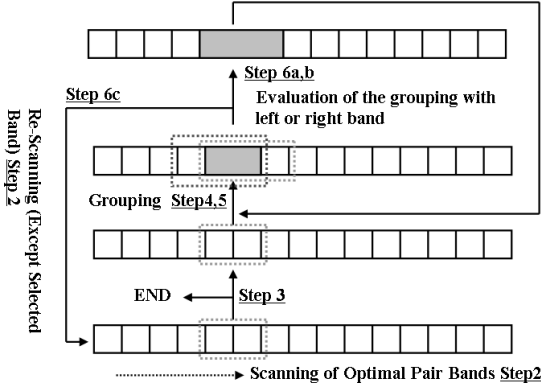 Step 6a,b
Step 6c
Evaluation of the grouping with
left or right band
Re-Scanning (Except Selected
Band) Step 2
Grouping Step4,5
END
Step 3
Scanning of Optimal Pair Bands Step2